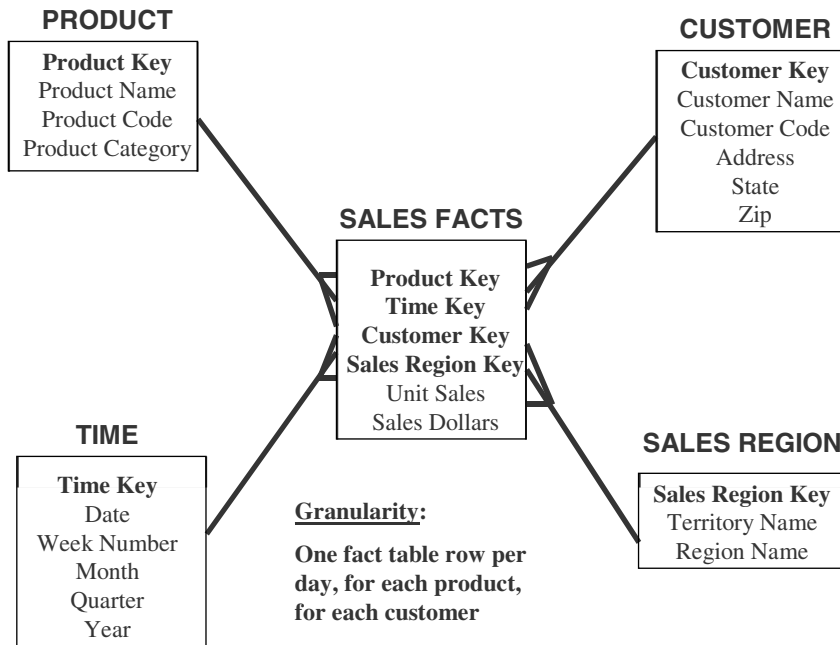 PRODUCT
Product Key
Product Name
Product Code
Product Category
CUSTOMER
Customer Key
Customer Name
Customer Code
Address
State
Zip
SALES FACTS
Product Key
Time Key
Customer Key
Sales Region Key
Unit Sales
Sales Dollars
TIME
Time Key
Date
Week Number
Month
Quarter
Year
Granularity:
One fact table row per
day, for each product,
for each customer
SALES REGION
Sales Region Key
Territory Name
Region Name